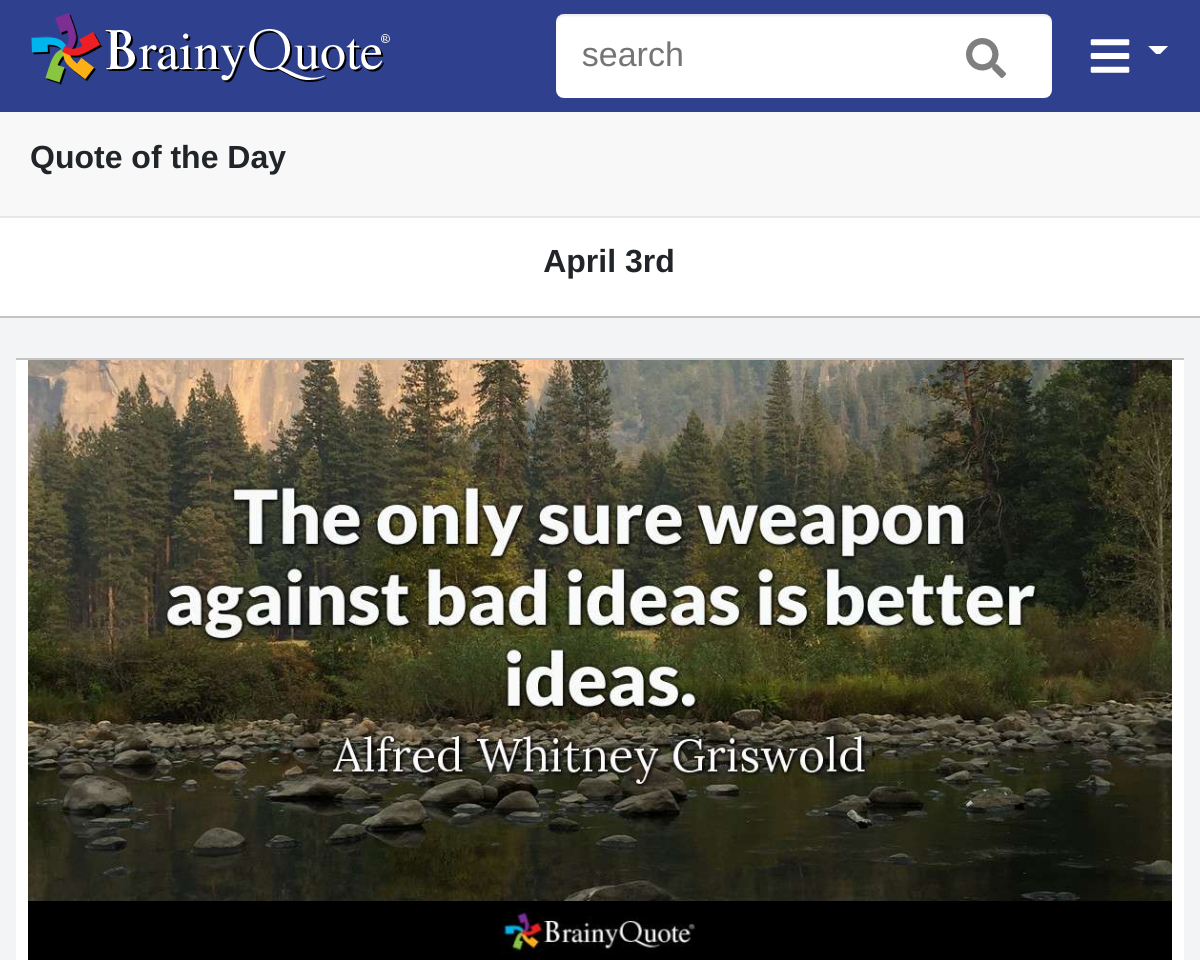 BrainyQuote®
search
Quote of the Day
April 3rd
The only sure weapon
against bad ideas is better
ideas.
Alfred Whitney Griswold
BrainyQuote®